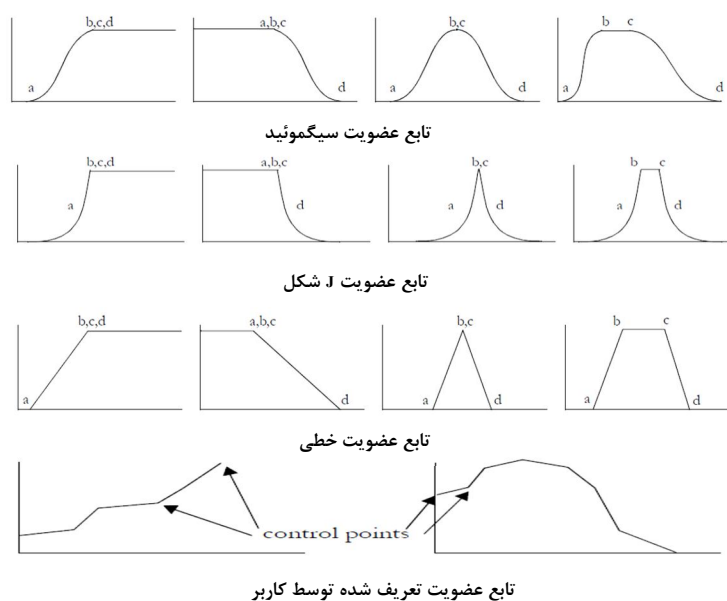 b,c,d a,b,c b,c b c
a d a d a d a d
تابع عضویت سیگموئید
b,c,d a,b,c b,c b c
a d a d a d
تابع عضویت J شکل
b,c,d a,b,c b,c b c
a d a d a d
تابع عضویت خطی
control points
تابع عضویت تعریف شده توسط کاربر